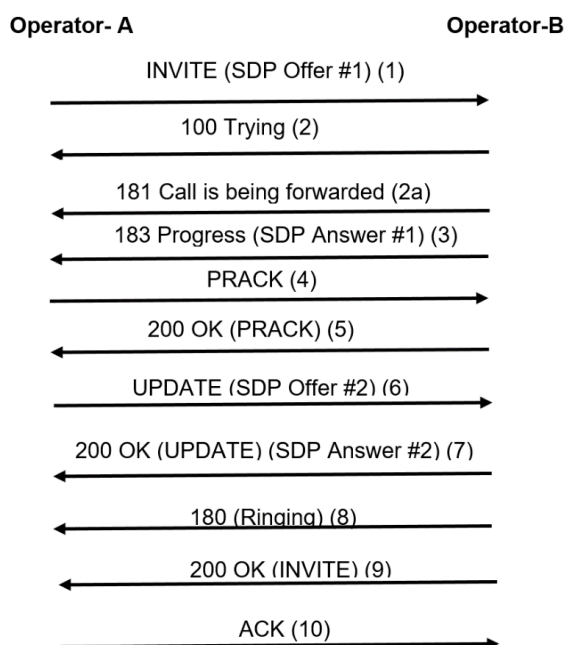 Operator- A Operator-B
INVITE (SDP Offer #1) (1)
100 Trying (2)
181 Call is being forwarded (2a)
183 Progress (SDP Answer #1) (3)
PRACK (4)
200 OK (PRACK) (5)
UPDATE (SDP Offer #2) (6)
200 OK (UPDATE) (SDP Answer #2) (7)
180 (Ringing) (8)
200 OK (INVITE) (9)
ACK (10)